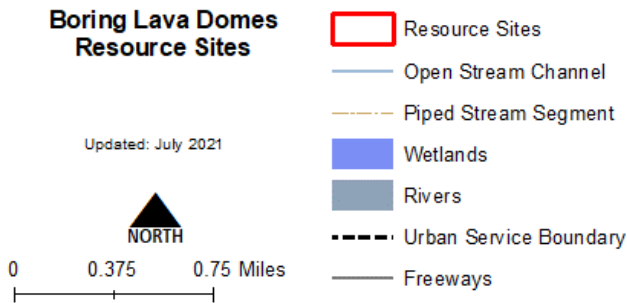 Boring Lava Domes
Resource Sites
Updated: July 2021
NORTH
0 0.375 0.75 Miles
Resource Sites
Open Stream Channel
Piped Stream Segment
Wetlands
Rivers
Urban Service Boundary
Freeways